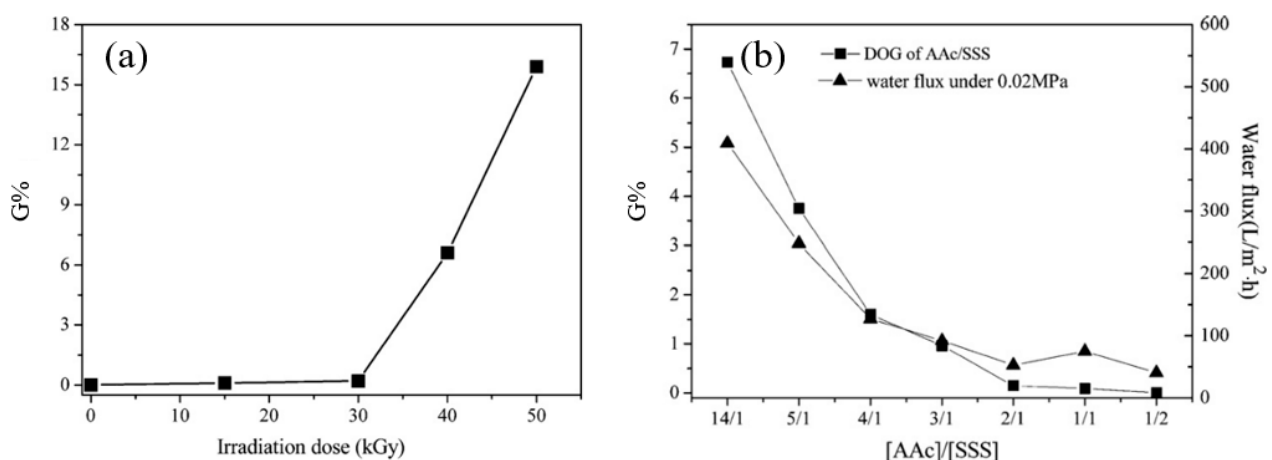 (a)
G%
18
15
12
9
6
3
0
0 10 20 30 40 50
Irradiation dose (kGy)
(b)
DOG of AAc/SSS
water flux under 0.02MPa
G%
7
6
5
4
3
2
1
0
14/1 5/1 4/1 3/1 2/1 1/1 1/2
[AAc]/[SSS]
600
500
400
300
200
100
0
Water flux(L/m²·h)